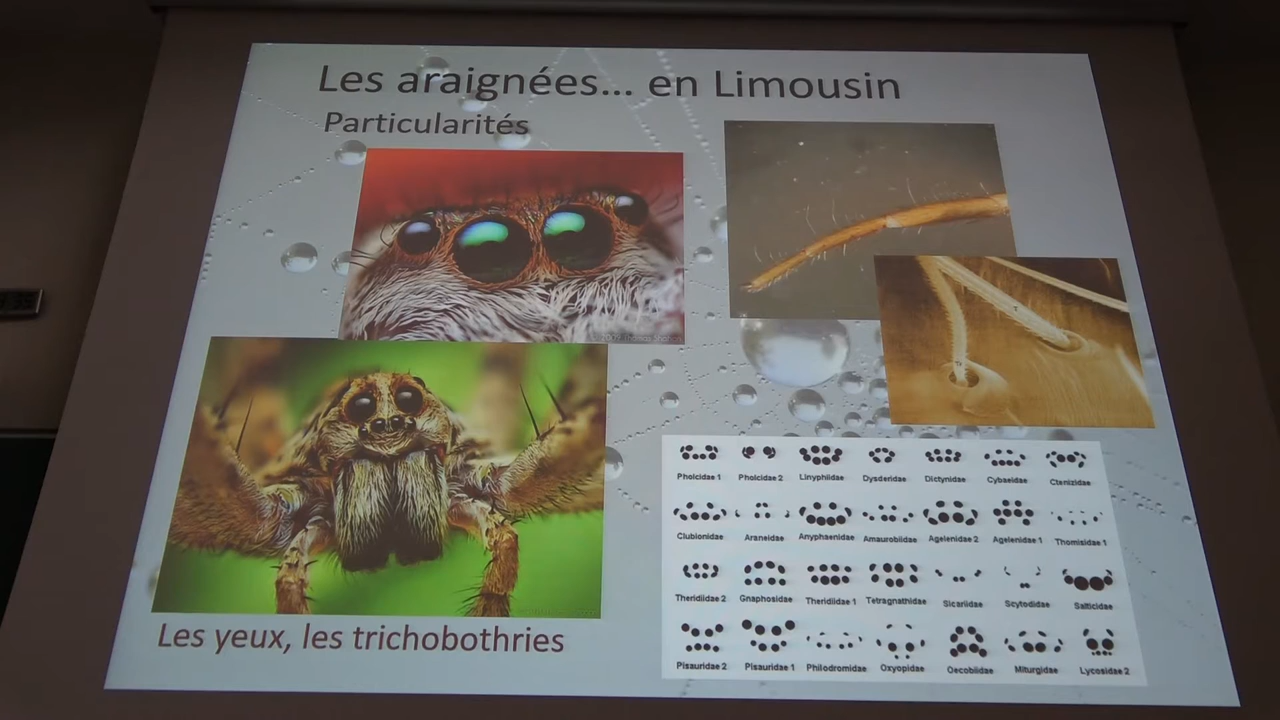 Les araignées... en Limousin
Particularités
Les yeux, les trichobothries
Pholcidae 1 Pholcidae 2 Linyphiidae Dysderidae Dictynidae Cybaeidae Ctenizidae
Clubionidae Araneidae Anyphaenidae Amaurobiidae Agelenidae 2 Agelenidae 1 Thomisidae 1
Theridiidae 2 Gnaphosidae Theridiidae 1 Tetragnathidae Sicariidae Scytodidae Salticidae
Pisauridae 2 Pisauridae 1 Philodromidae Oxyopidae Oecobiidae Miturgidae Lycosidae 2